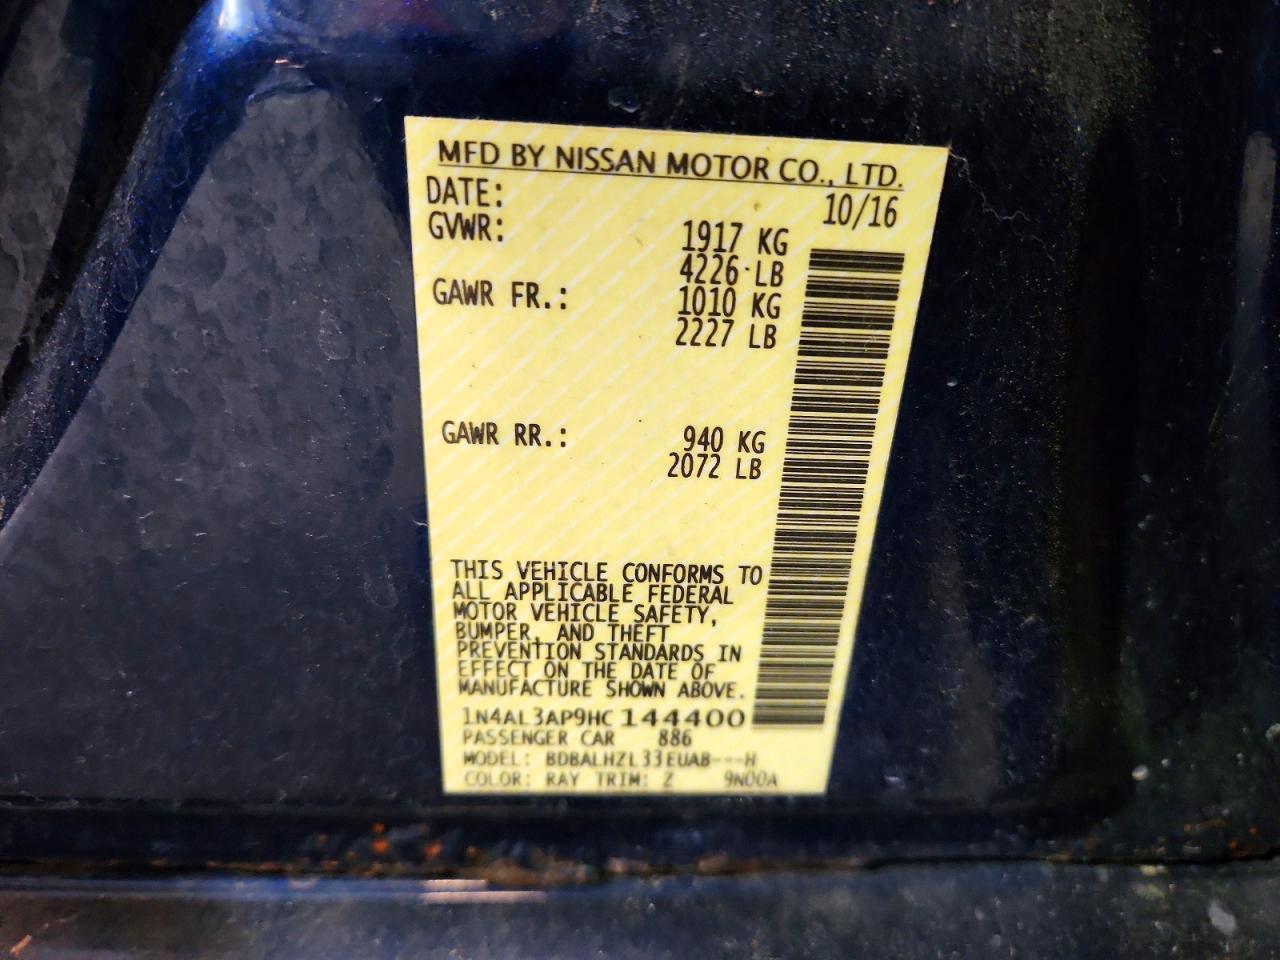 MFD BY NISSAN MOTOR CO., LTD.
DATE: 10/16
GVWR: 1917 KG
4226 LB
GAWR FR.: 1010 KG
2227 LB
GAWR RR.: 940 KG
2072 LB
THIS VEHICLE CONFORMS TO
ALL APPLICABLE FEDERAL
MOTOR VEHICLE SAFETY,
BUMPER, AND THEFT
PREVENTION STANDARDS IN
EFFECT ON THE DATE OF
MANUFACTURE SHOWN ABOVE.
1N4AL3AP9HC144400
PASSENGER CAR 886
MODEL: BDBALHZL33EUAB---H
COLOR: RAY TRIM: Z 9N00A